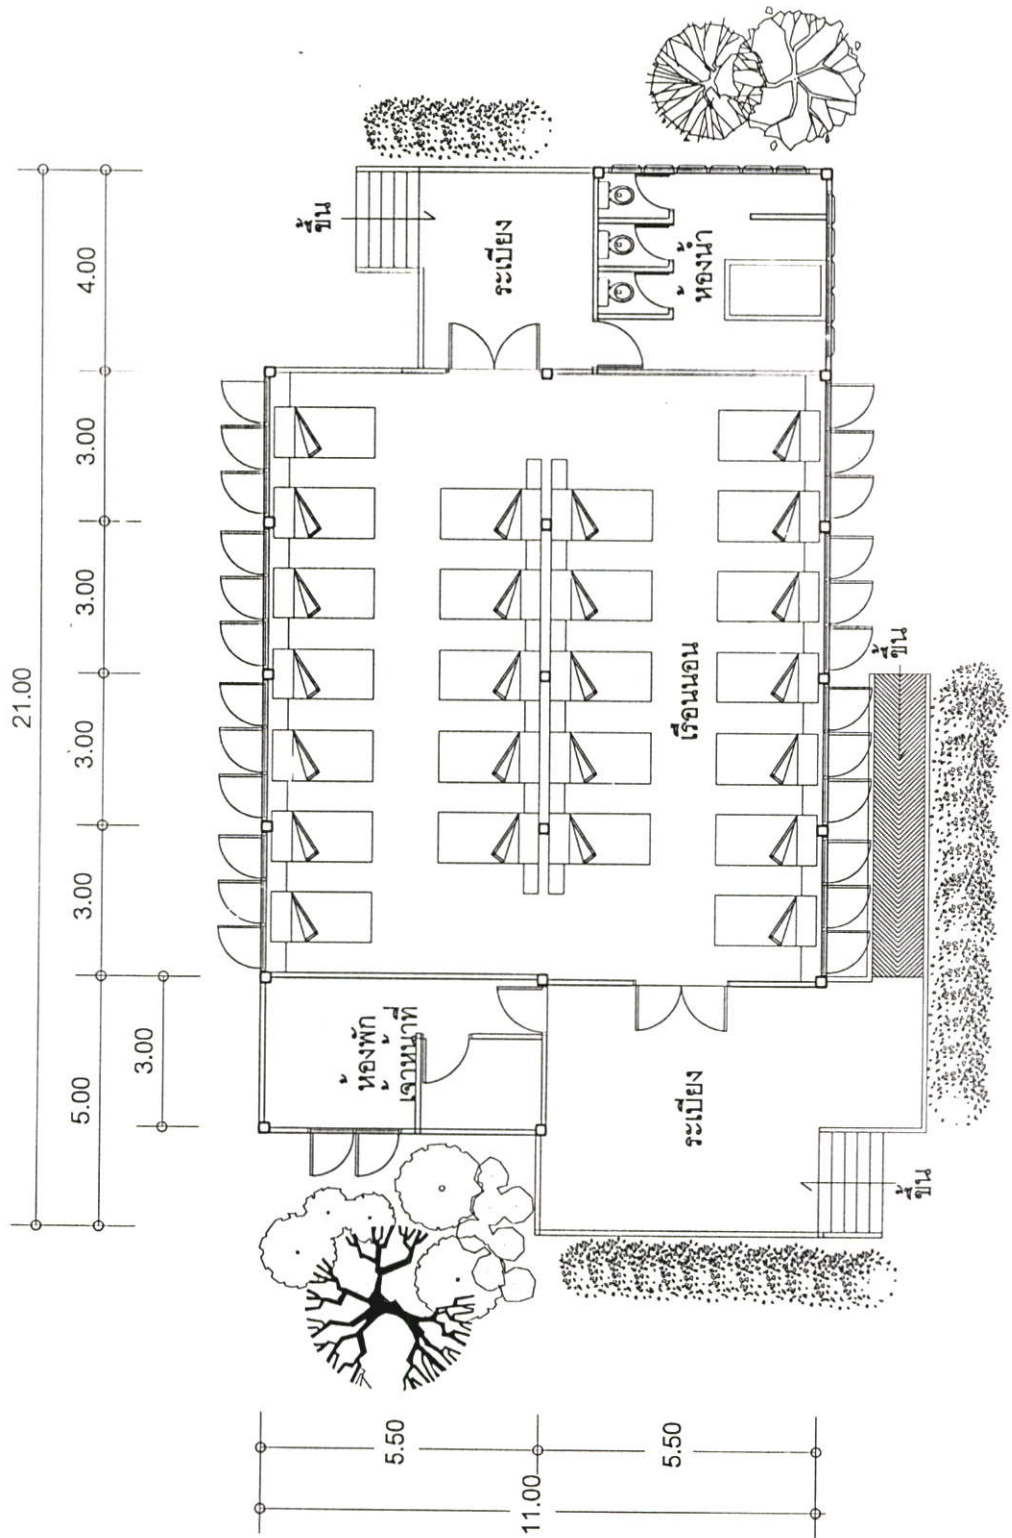 21.00
4.00
3.00
3.00
3.00
3.00
5.00
3.00
ขึ้น
ระเบียง
ห้องน้ำ
เรือนนอน
ขึ้น
ห้องพัก
เจ้าหน้าที่
ระเบียง
ขึ้น
5.50
5.50
11.00